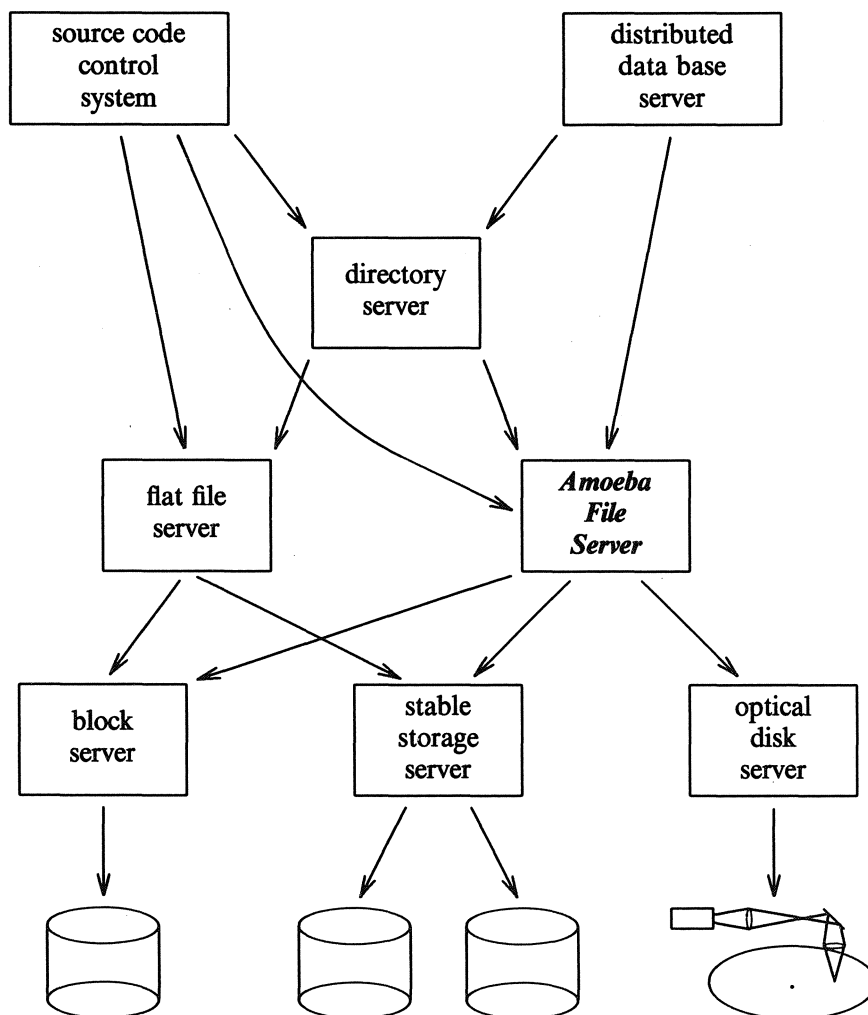 source code
control
system
distributed
data base
server
directory
server
flat file
server
Amoeba
File
Server
block
server
stable
storage
server
optical
disk
server